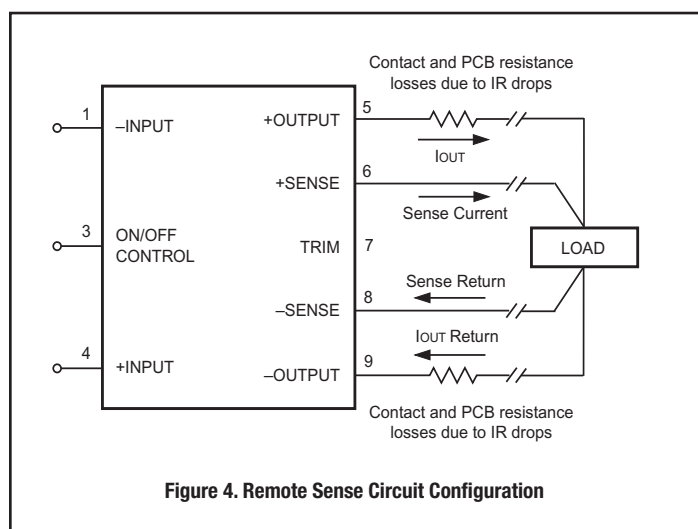 Contact and PCB resistance
losses due to IR drops
1
–INPUT
+OUTPUT
5
IOUT
+SENSE
6
Sense Current
3
ON/OFF
CONTROL
TRIM
7
LOAD
Sense Return
–SENSE
8
IOUT Return
4
+INPUT
–OUTPUT
9
Contact and PCB resistance
losses due to IR drops
Figure 4. Remote Sense Circuit Configuration